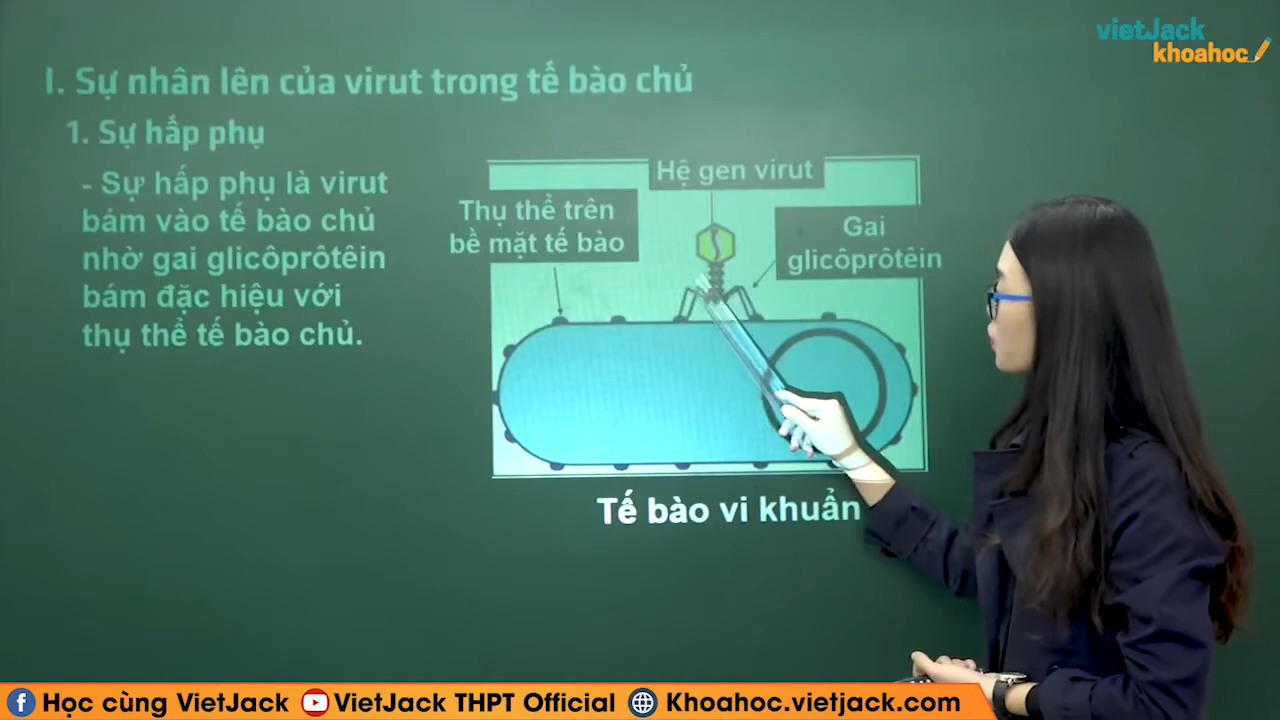 vietJack
khoahoc
I. Sự nhân lên của virut trong tế bào chủ
1. Sự hấp phụ
- Sự hấp phụ là virut
bám vào tế bào chủ
nhờ gai glicôprôtêin
bám đặc hiệu với
thụ thể tế bào chủ.
Hệ gen virut
Thụ thể trên
bề mặt tế bào
Gai
glicôprôtêin
Tế bào vi khuẩn
Học cùng VietJack
VietJack THPT Official
Khoahoc.vietjack.com